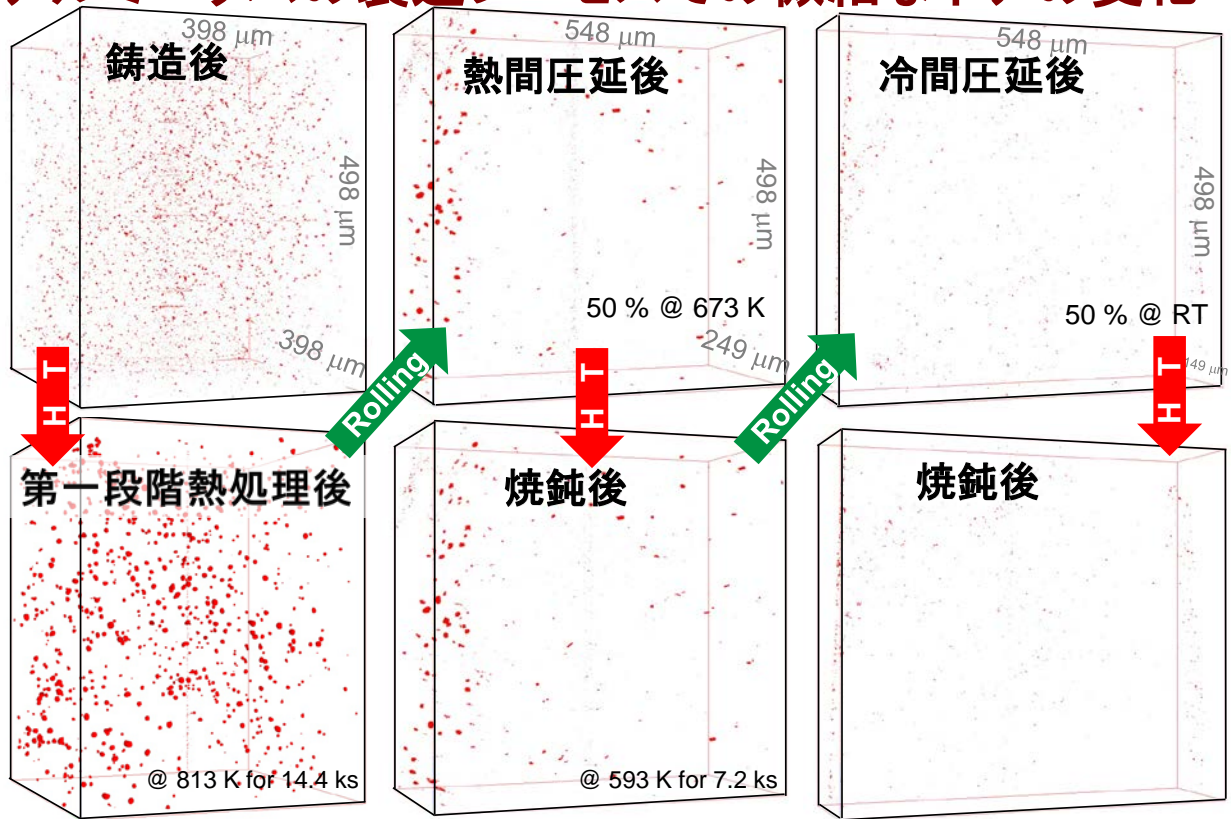 398 μm
鋳造後
498 μm
398 μm
548 μm
熱間圧延後
498 μm
50 % @ 673 K
249 μm
548 μm
冷間圧延後
498 μm
50 % @ RT
149 μm
H T
Rolling
H T
Rolling
H T
第一段階熱処理後
@ 813 K for 14.4 ks
焼鈍後
@ 593 K for 7.2 ks
焼鈍後